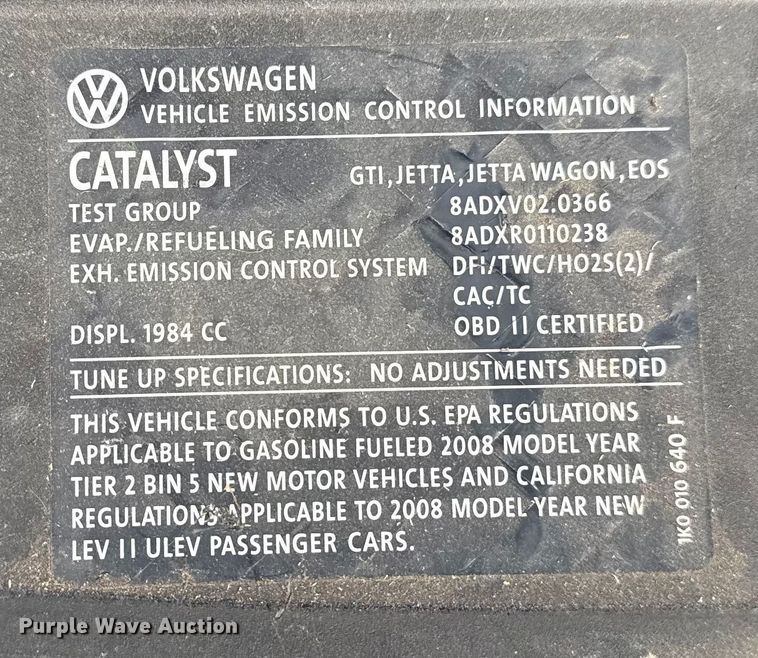 VOLKSWAGEN
VEHICLE EMISSION CONTROL INFORMATION
CATALYST GTI, JETTA, JETTA WAGON, EOS
TEST GROUP 8ADXV02.0366
EVAP./REFUELING FAMILY 8ADXR0110238
EXH. EMISSION CONTROL SYSTEM DFI/TWC/HO2S(2)/
CAC/TC
DISPL. 1984 CC OBD II CERTIFIED
TUNE UP SPECIFICATIONS: NO ADJUSTMENTS NEEDED
THIS VEHICLE CONFORMS TO U.S. EPA REGULATIONS
APPLICABLE TO GASOLINE FUELED 2008 MODEL YEAR
TIER 2 BIN 5 NEW MOTOR VEHICLES AND CALIFORNIA
REGULATIONS APPLICABLE TO 2008 MODEL YEAR NEW
LEV II ULEV PASSENGER CARS.
1K0 010 640 F
Purple Wave Auction